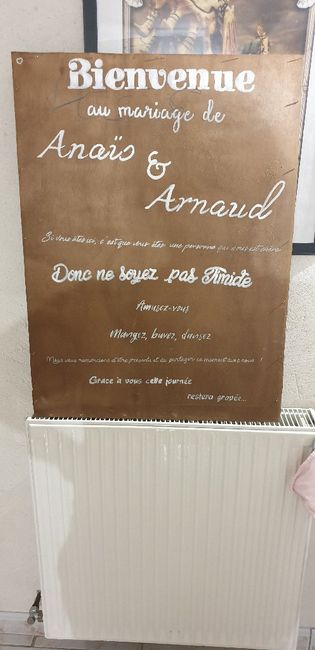 Bienvenue
au mariage de
Anaïs
&
Arnaud
Si vous êtes ici, c'est que vous êtes une personne qui nous est chère
Donc ne soyez pas Timide
Amusez-vous
Mangez, buvez, dansez
Nous vous remercions d'être présents et de partager ce moment avec nous !
Grace à vous cette journée
restera gravée...